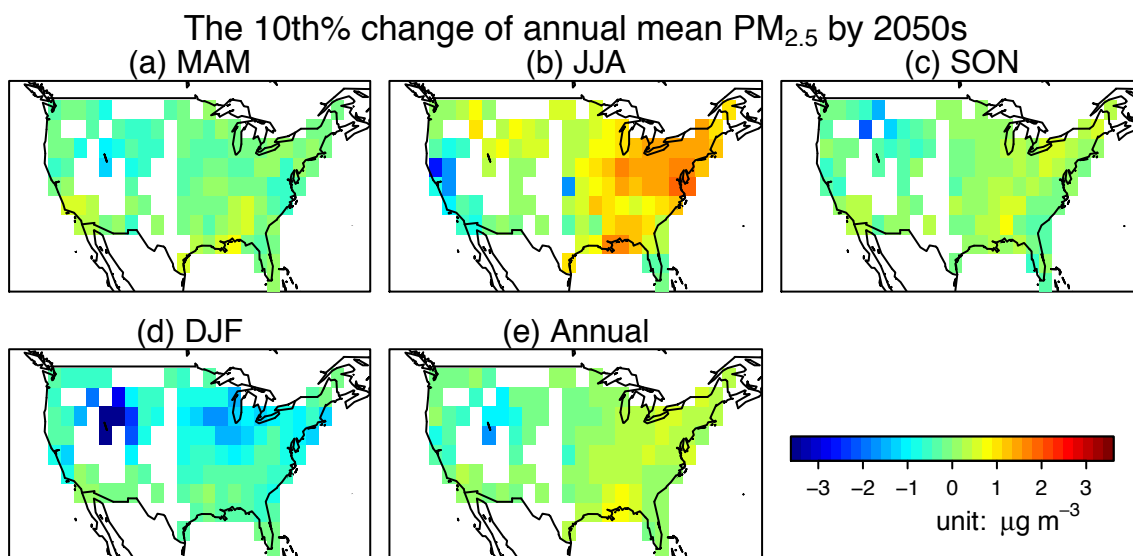 The 10th% change of annual mean PM₂.₅ by 2050s
(a) MAM
(b) JJA
(c) SON
(d) DJF
(e) Annual
−3 −2 −1 0 1 2 3
unit: μg m⁻³